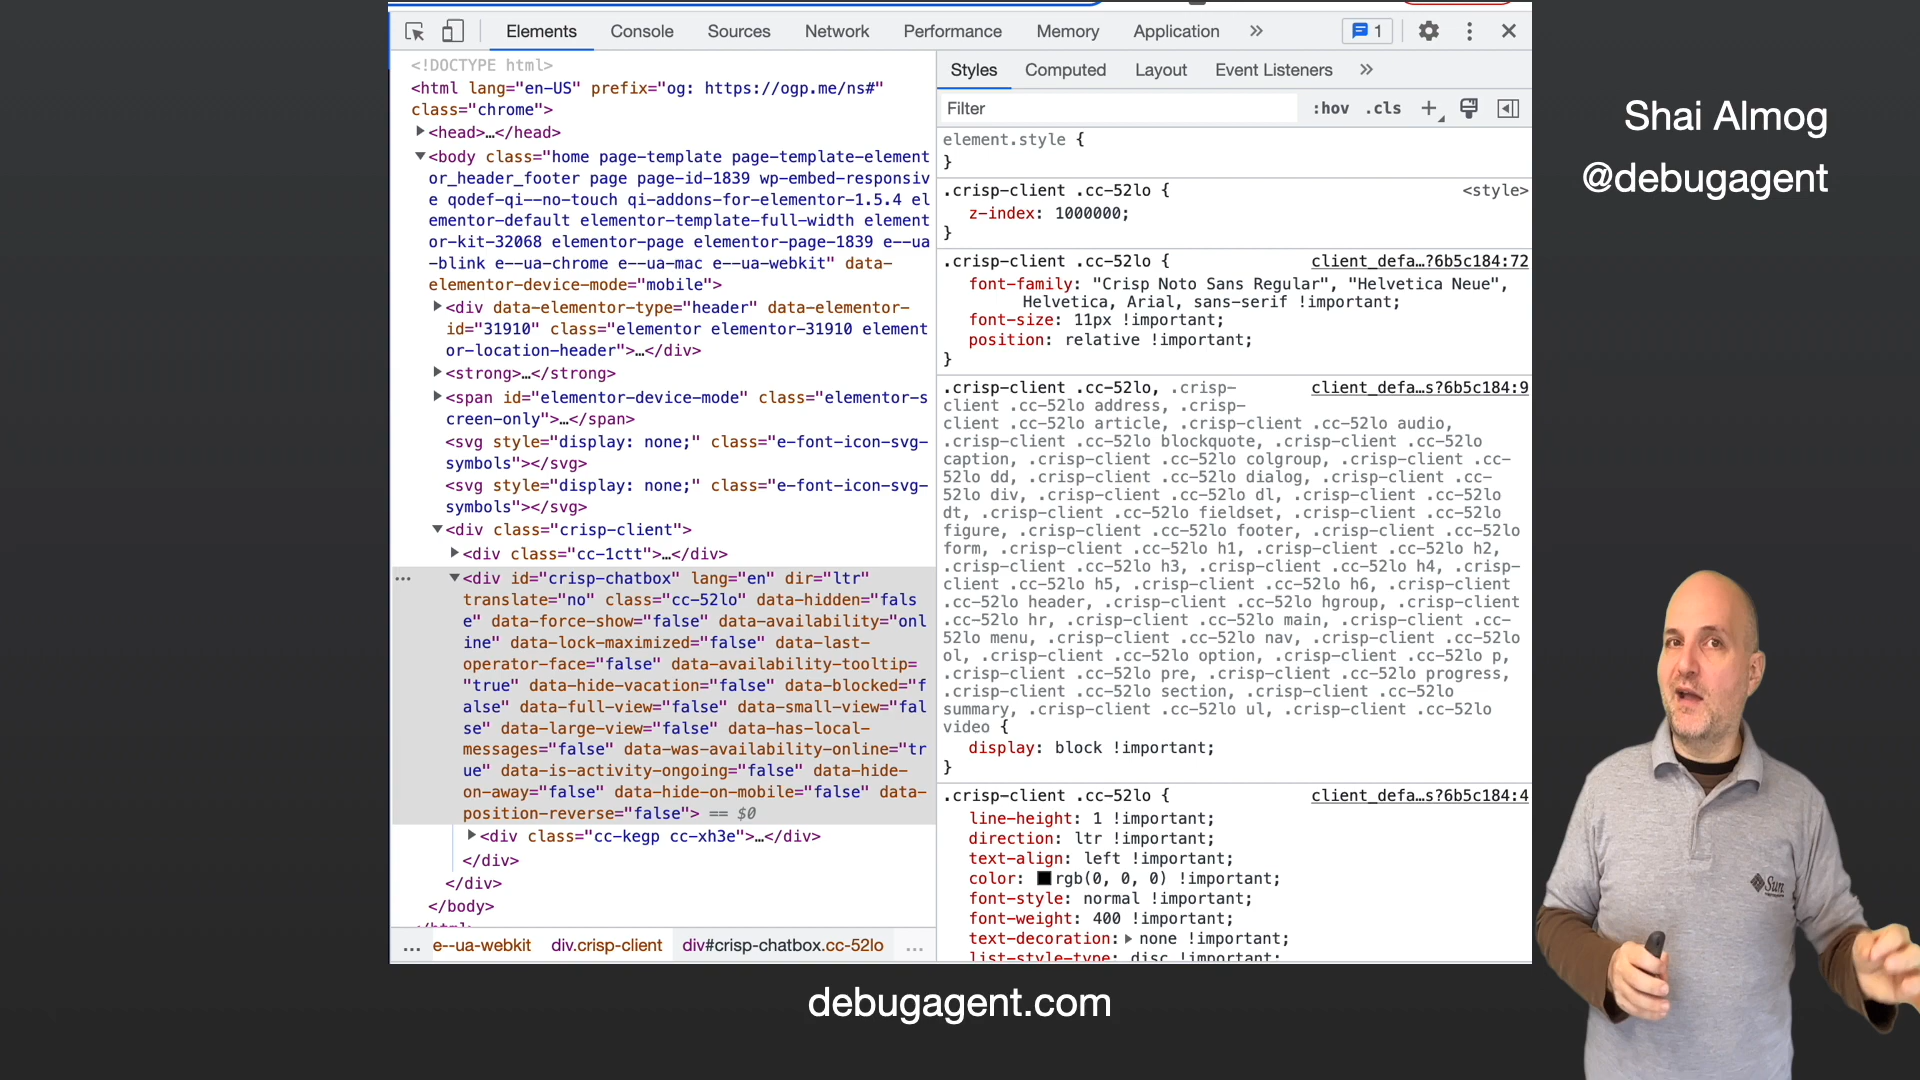 Elements Console Sources Network Performance Memory Application » 1
<!DOCTYPE html>
<html lang="en-US" prefix="og: https://ogp.me/ns#"
class="chrome">
<head>…</head>
<body class="home page-template page-template-element
or_header_footer page page-id-1839 wp-embed-responsiv
e qodef-qi--no-touch qi-addons-for-elementor-1.5.4 el
ementor-default elementor-template-full-width element
or-kit-32068 elementor-page elementor-page-1839 e--ua
-blink e--ua-chrome e--ua-mac e--ua-webkit" data-
elementor-device-mode="mobile">
<div data-elementor-type="header" data-elementor-
id="31910" class="elementor elementor-31910 element
or-location-header">…</div>
<strong>…</strong>
<span id="elementor-device-mode" class="elementor-s
creen-only">…</span>
<svg style="display: none;" class="e-font-icon-svg-
symbols"></svg>
<svg style="display: none;" class="e-font-icon-svg-
symbols"></svg>
<div class="crisp-client">
<div class="cc-1ctt">…</div>
<div id="crisp-chatbox" lang="en" dir="ltr"
translate="no" class="cc-52lo" data-hidden="fals
e" data-force-show="false" data-availability="onl
ine" data-lock-maximized="false" data-last-
operator-face="false" data-availability-tooltip=
"true" data-hide-vacation="false" data-blocked="f
alse" data-full-view="false" data-small-view="fal
se" data-large-view="false" data-has-local-
messages="false" data-was-availability-online="tr
ue" data-is-activity-ongoing="false" data-hide-
on-away="false" data-hide-on-mobile="false" data-
position-reverse="false"> == $0
<div class="cc-kegp cc-xh3e">…</div>
</div>
</div>
</body>
</html>
… e--ua-webkit div.crisp-client div#crisp-chatbox.cc-52lo …
Styles Computed Layout Event Listeners »
Filter :hov .cls +
element.style {
}
.crisp-client .cc-52lo { <style>
z-index: 1000000;
}
.crisp-client .cc-52lo { client_defa…?6b5c184:72
font-family: "Crisp Noto Sans Regular", "Helvetica Neue",
Helvetica, Arial, sans-serif !important;
font-size: 11px !important;
position: relative !important;
}
.crisp-client .cc-52lo, .crisp- client_defa…s?6b5c184:9
client .cc-52lo address, .crisp-
client .cc-52lo article, .crisp-client .cc-52lo audio,
.crisp-client .cc-52lo blockquote, .crisp-client .cc-52lo
caption, .crisp-client .cc-52lo colgroup, .crisp-client .cc-
52lo dd, .crisp-client .cc-52lo dialog, .crisp-client .cc-
52lo div, .crisp-client .cc-52lo dl, .crisp-client .cc-52lo
dt, .crisp-client .cc-52lo fieldset, .crisp-client .cc-52lo
figure, .crisp-client .cc-52lo footer, .crisp-client .cc-52lo
form, .crisp-client .cc-52lo h1, .crisp-client .cc-52lo h2,
.crisp-client .cc-52lo h3, .crisp-client .cc-52lo h4, .crisp-
client .cc-52lo h5, .crisp-client .cc-52lo h6, .crisp-client
.cc-52lo header, .crisp-client .cc-52lo hgroup, .crisp-client
.cc-52lo hr, .crisp-client .cc-52lo main, .crisp-client .cc-
52lo menu, .crisp-client .cc-52lo nav, .crisp-client .cc-52lo
ol, .crisp-client .cc-52lo option, .crisp-client .cc-52lo p,
.crisp-client .cc-52lo pre, .crisp-client .cc-52lo progress,
.crisp-client .cc-52lo section, .crisp-client .cc-52lo
summary, .crisp-client .cc-52lo ul, .crisp-client .cc-52lo
video {
display: block !important;
}
.crisp-client .cc-52lo { client_defa…s?6b5c184:4
line-height: 1 !important;
direction: ltr !important;
text-align: left !important;
color: rgb(0, 0, 0) !important;
font-style: normal !important;
font-weight: 400 !important;
text-decoration: none !important;
list-style-type: disc !important;
Shai Almog
@debugagent
Sun
debugagent.com